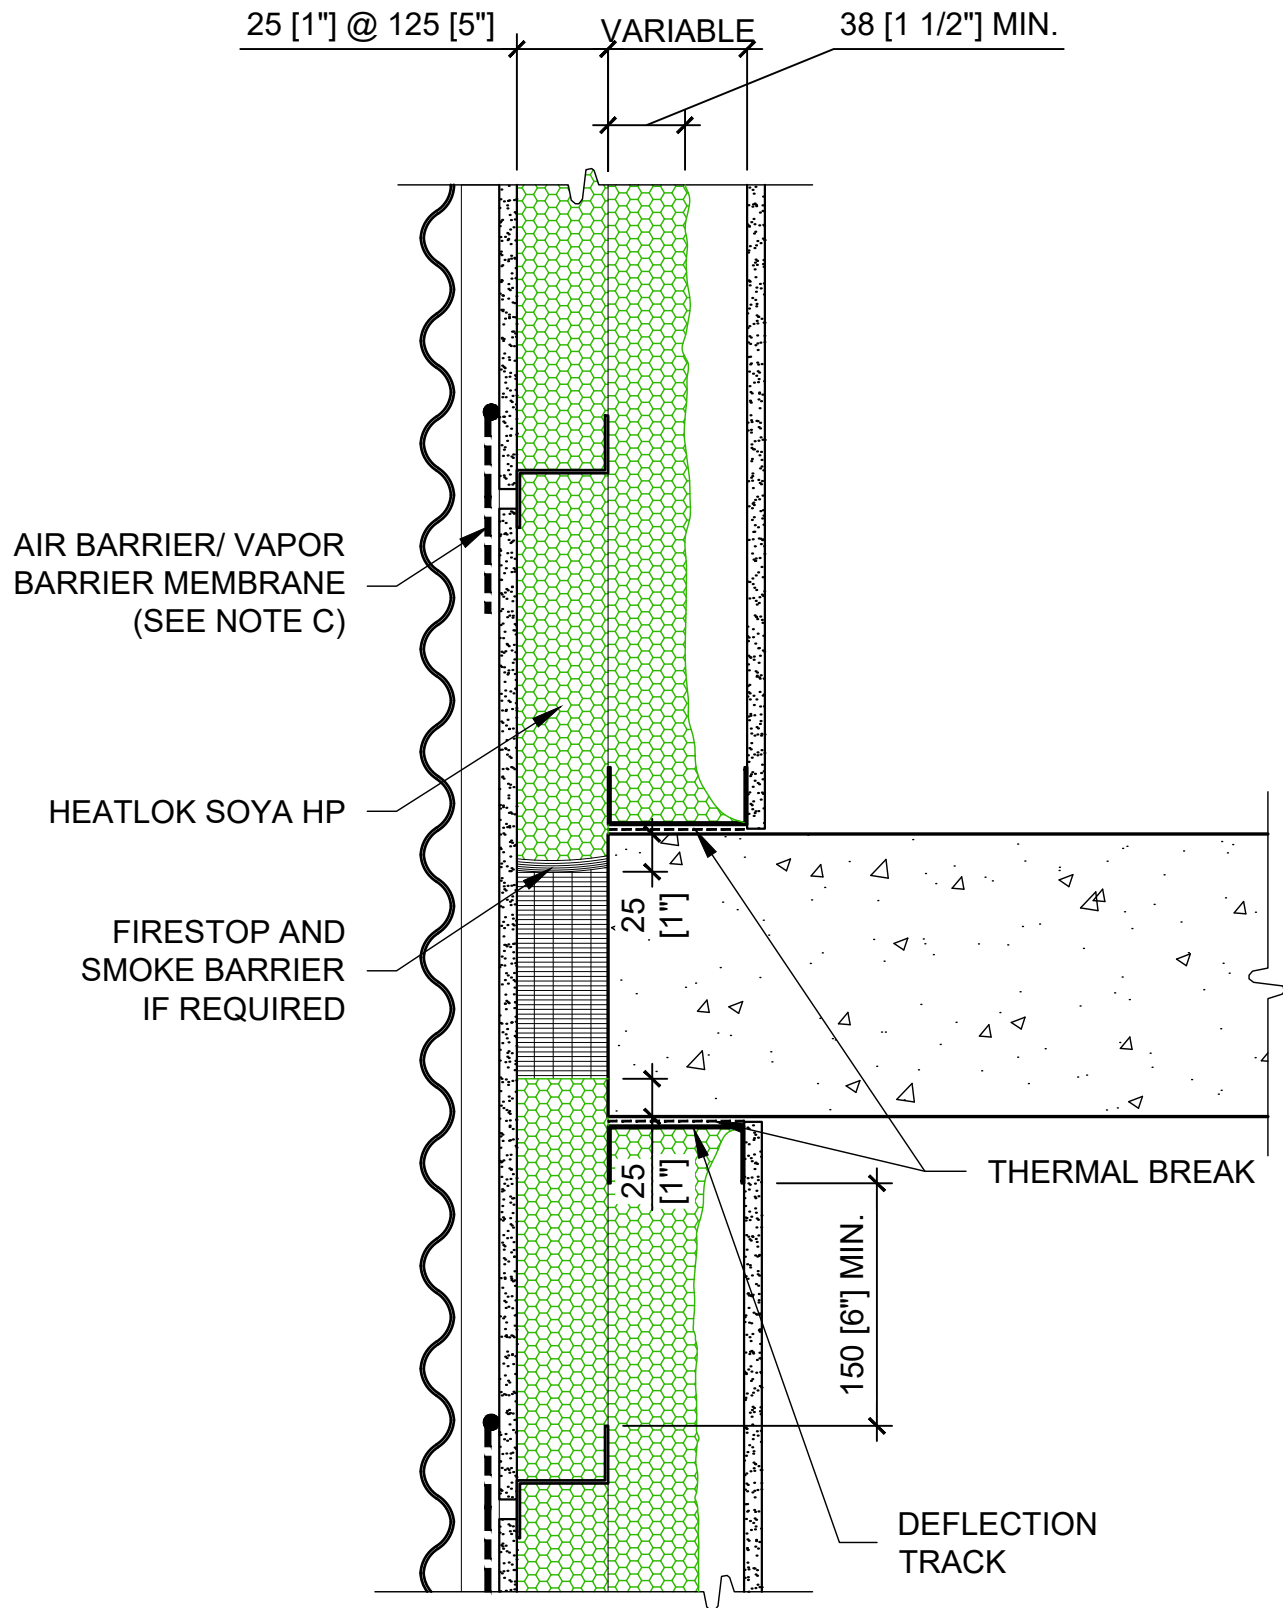 25 [1"] @ 125 [5"]
VARIABLE
38 [1 1/2"] MIN.
AIR BARRIER/ VAPOR
BARRIER MEMBRANE
(SEE NOTE C)
HEATLOK SOYA HP
FIRESTOP AND
SMOKE BARRIER
IF REQUIRED
25
[1"]
25
[1"]
THERMAL BREAK
150 [6"] MIN.
DEFLECTION
TRACK